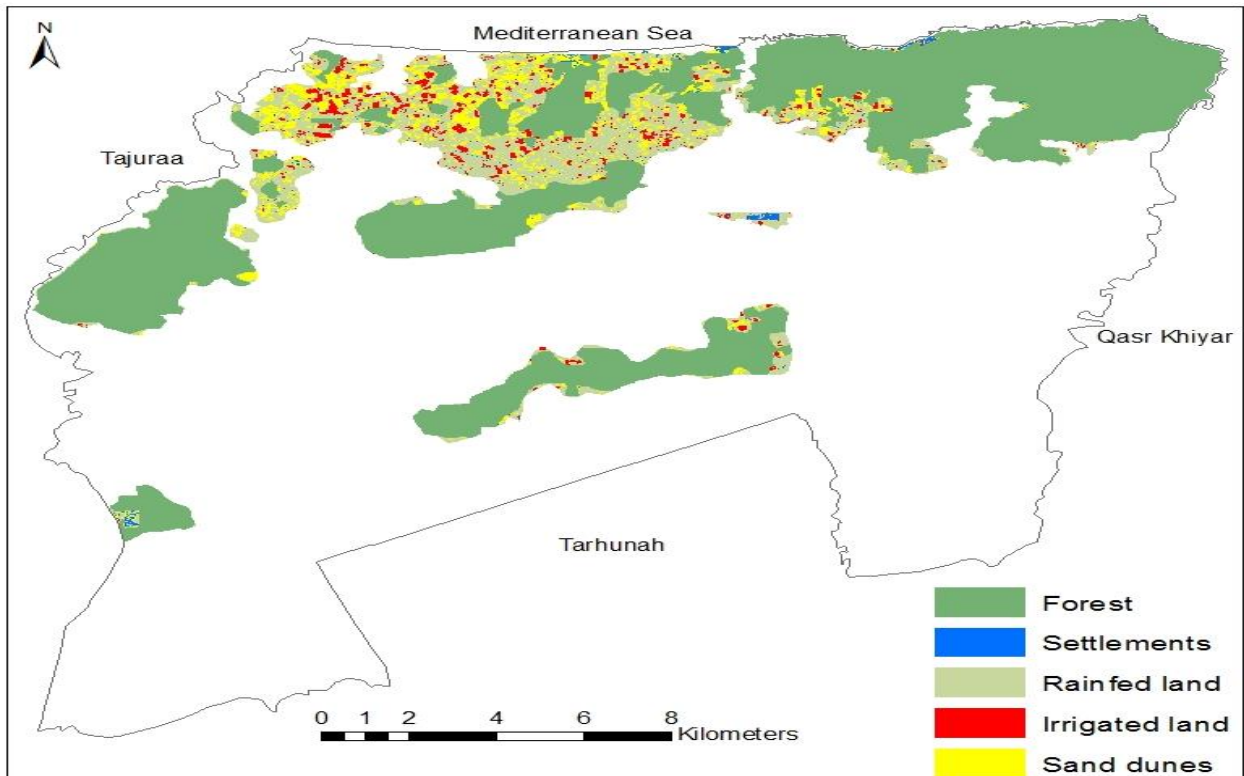 N
Mediterranean Sea
Tajuraa
Qasr Khiyar
Tarhunah
Forest
Settlements
Rainfed land
Irrigated land
Sand dunes
0 1 2 4 6 8
Kilometers